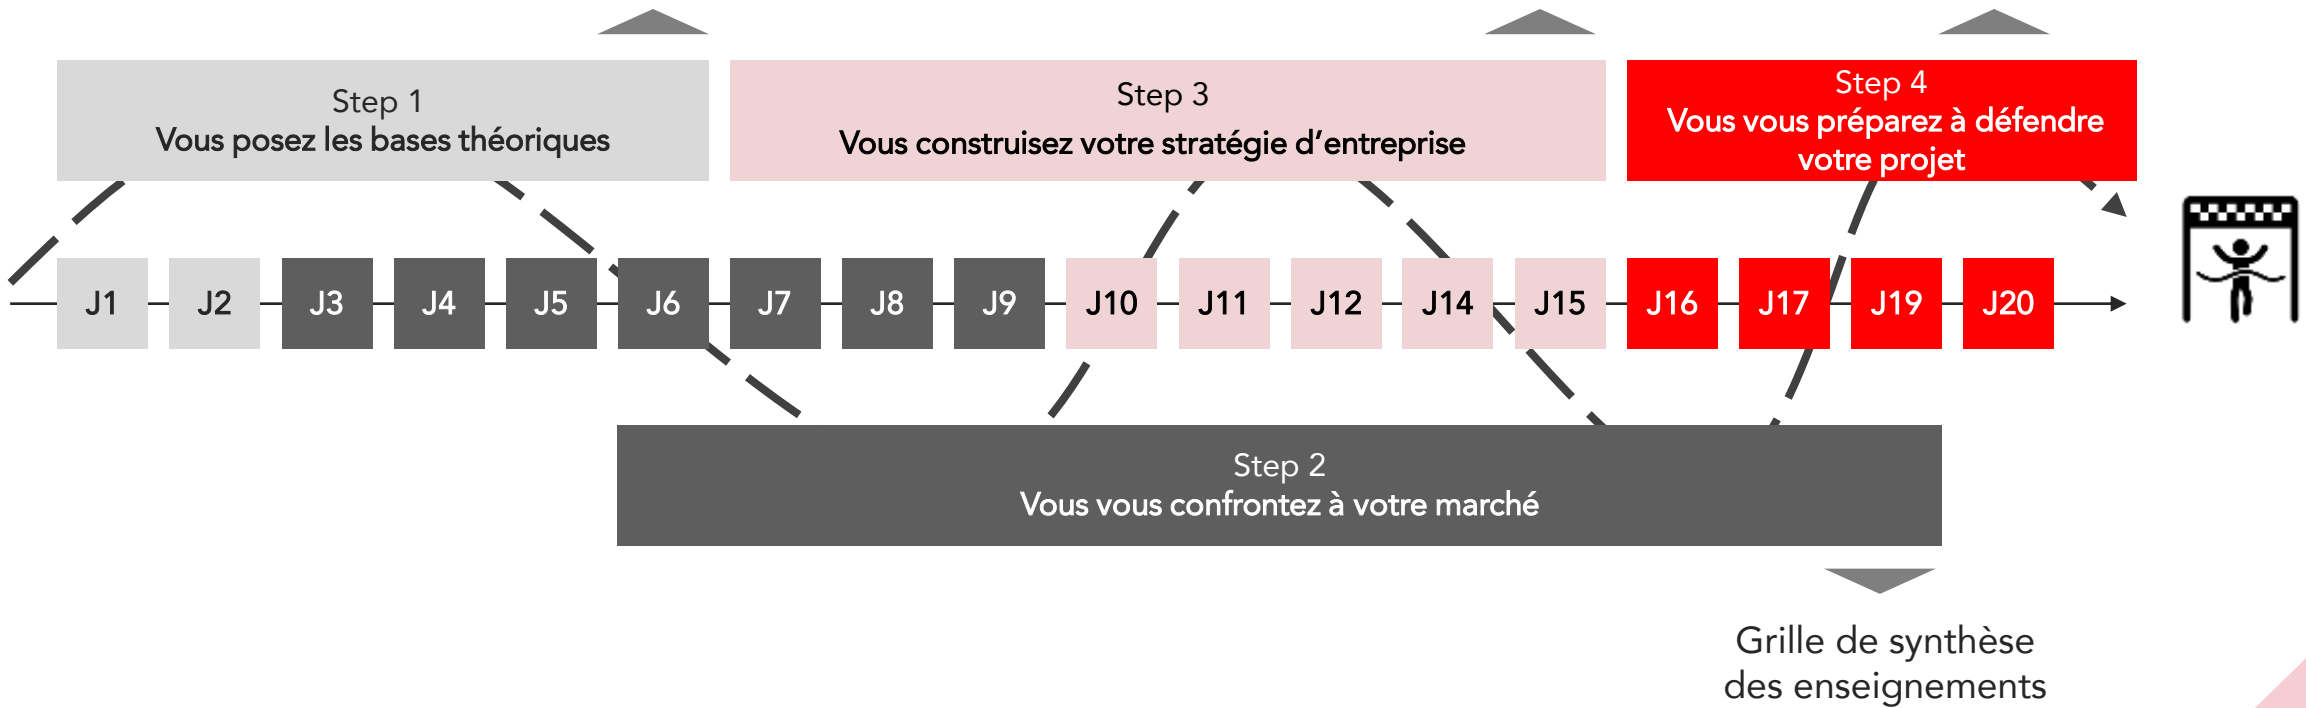 Step 1
Vous posez les bases théoriques
Step 3
Vous construisez votre stratégie d’entreprise
Step 4
Vous vous préparez à défendre
votre projet
J1 J2 J3 J4 J5 J6 J7 J8 J9 J10 J11 J12 J14 J15 J16 J17 J19 J20
Step 2
Vous vous confrontez à votre marché
Grille de synthèse
des enseignements